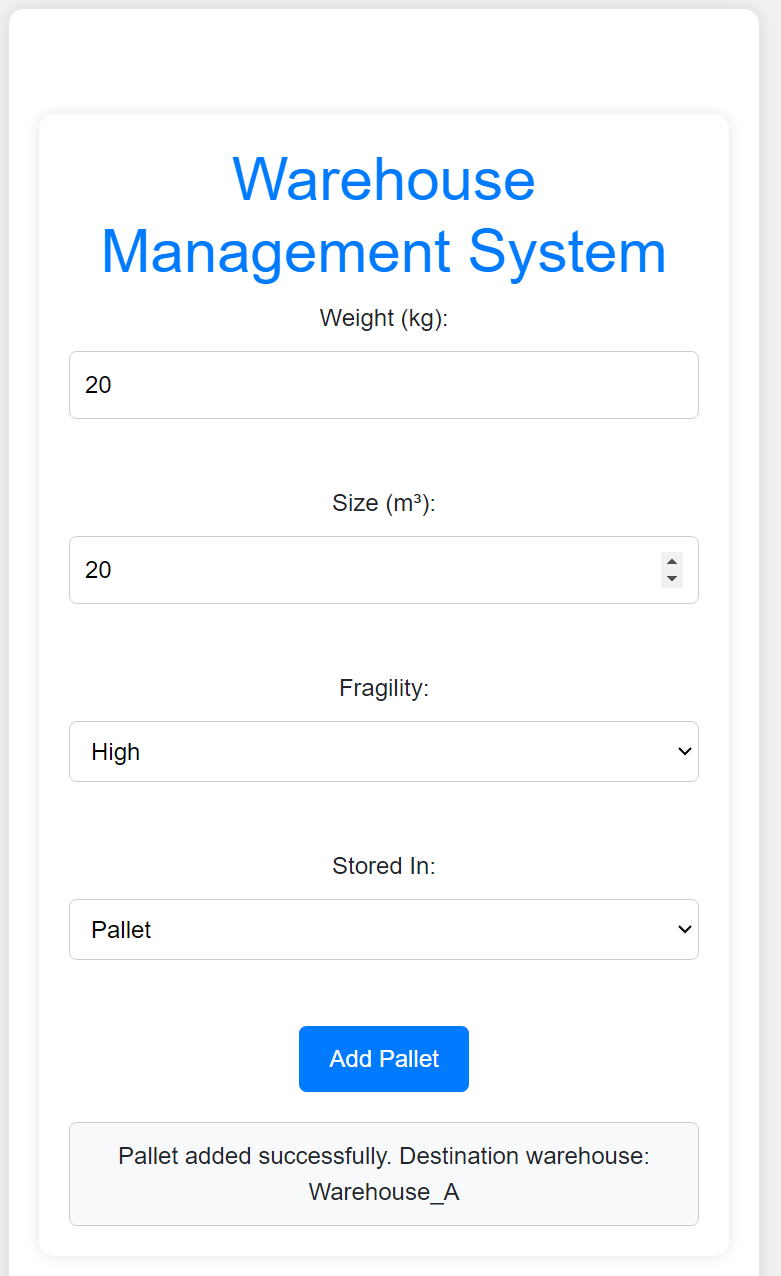 Warehouse
Management System
Weight (kg):
20
Size (m³):
20
Fragility:
High
Stored In:
Pallet
Add Pallet
Pallet added successfully. Destination warehouse:
Warehouse_A